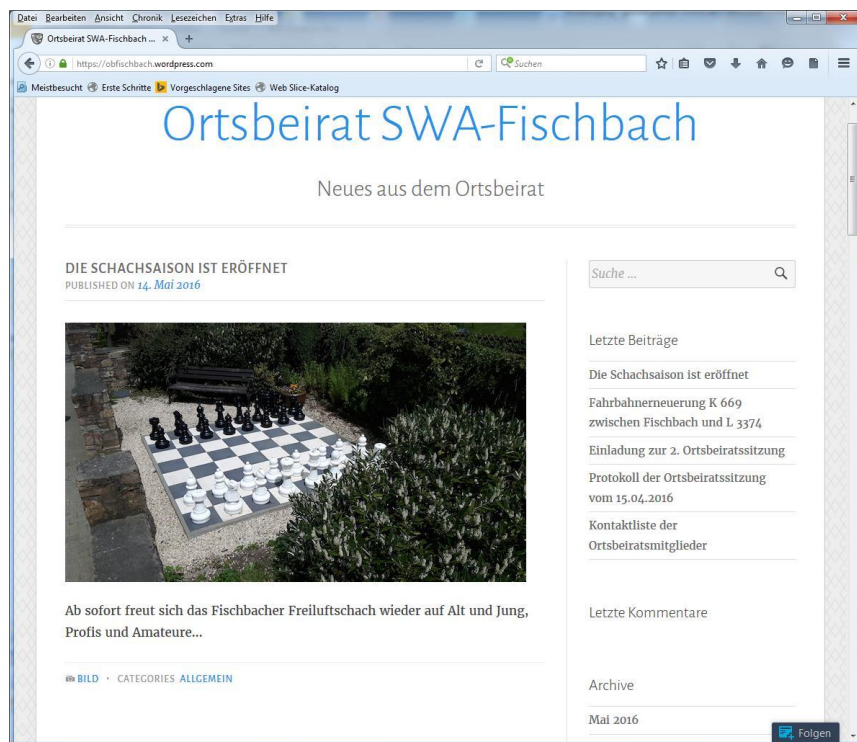 Datei Bearbeiten Ansicht Chronik Lesezeichen Extras Hilfe
Ortsbeirat SWA-Fischbach ...
https://obfischbach.wordpress.com
Suchen
Meistbesucht Erste Schritte Vorgeschlagene Sites Web Slice-Katalog
Ortsbeirat SWA-Fischbach
Neues aus dem Ortsbeirat
DIE SCHACHSAISON IST ERÖFFNET
PUBLISHED ON 14. Mai 2016
Ab sofort freut sich das Fischbacher Freiluftschach wieder auf Alt und Jung,
Profis und Amateure...
BILD · CATEGORIES ALLGEMEIN
Suche ...
Letzte Beiträge
Die Schachsaison ist eröffnet
Fahrbahnerneuerung K 669
zwischen Fischbach und L 3374
Einladung zur 2. Ortsbeiratssitzung
Protokoll der Ortsbeiratssitzung
vom 15.04.2016
Kontaktliste der
Ortsbeiratsmitglieder
Letzte Kommentare
Archive
Mai 2016
Folgen